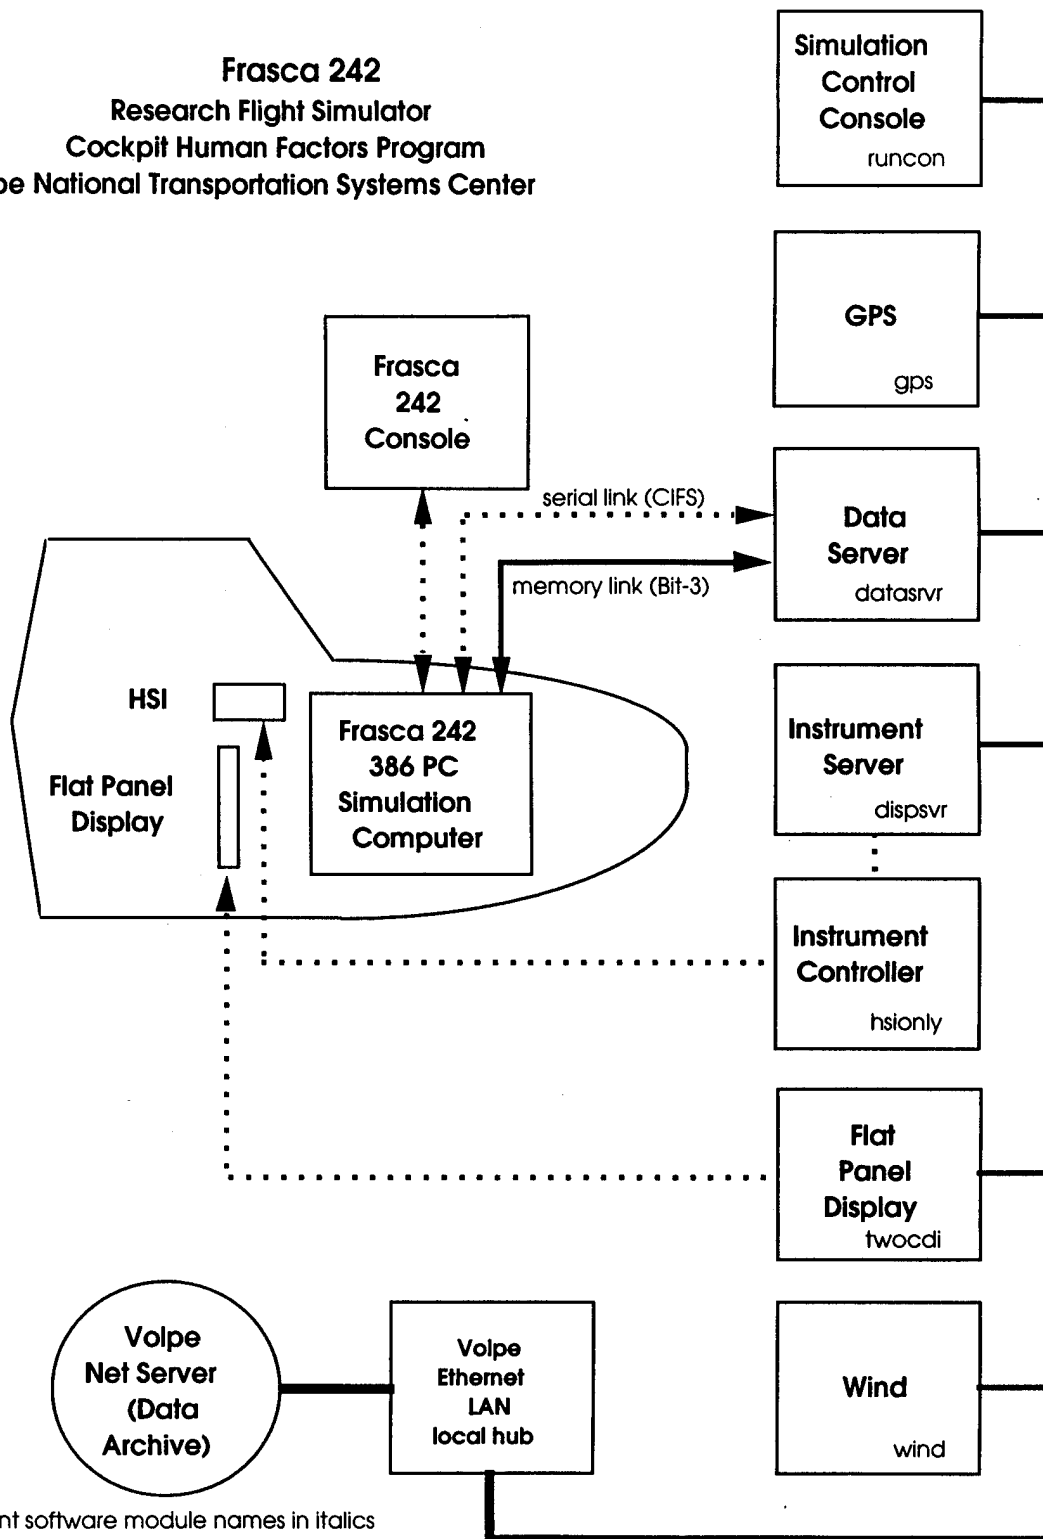 Frasca 242
Research Flight Simulator
Cockpit Human Factors Program
pe National Transportation Systems Center
Simulation
Control
Console
runcon
GPS
gps
Frasca
242
Console
serial link (CIFS)
memory link (Bit-3)
Data
Server
datasrvr
HSI
Flat Panel
Display
Frasca 242
386 PC
Simulation
Computer
Instrument
Server
dispsvr
Instrument
Controller
hsionly
Flat
Panel
Display
twocdi
Volpe
Net Server
(Data
Archive)
Volpe
Ethernet
LAN
local hub
Wind
wind
nt software module names in italics